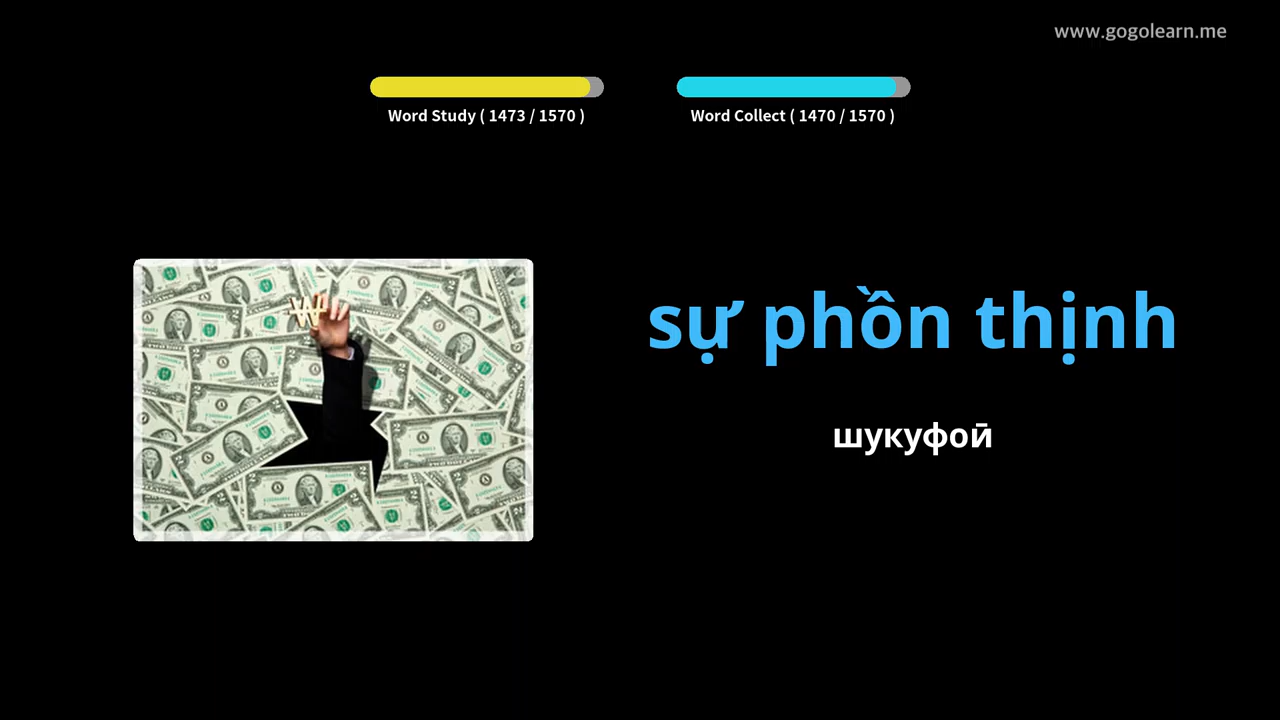 www.gogolearn.me
Word Study ( 1473 / 1570 )
Word Collect ( 1470 / 1570 )
sự phồn thịnh
шукуфоӣ